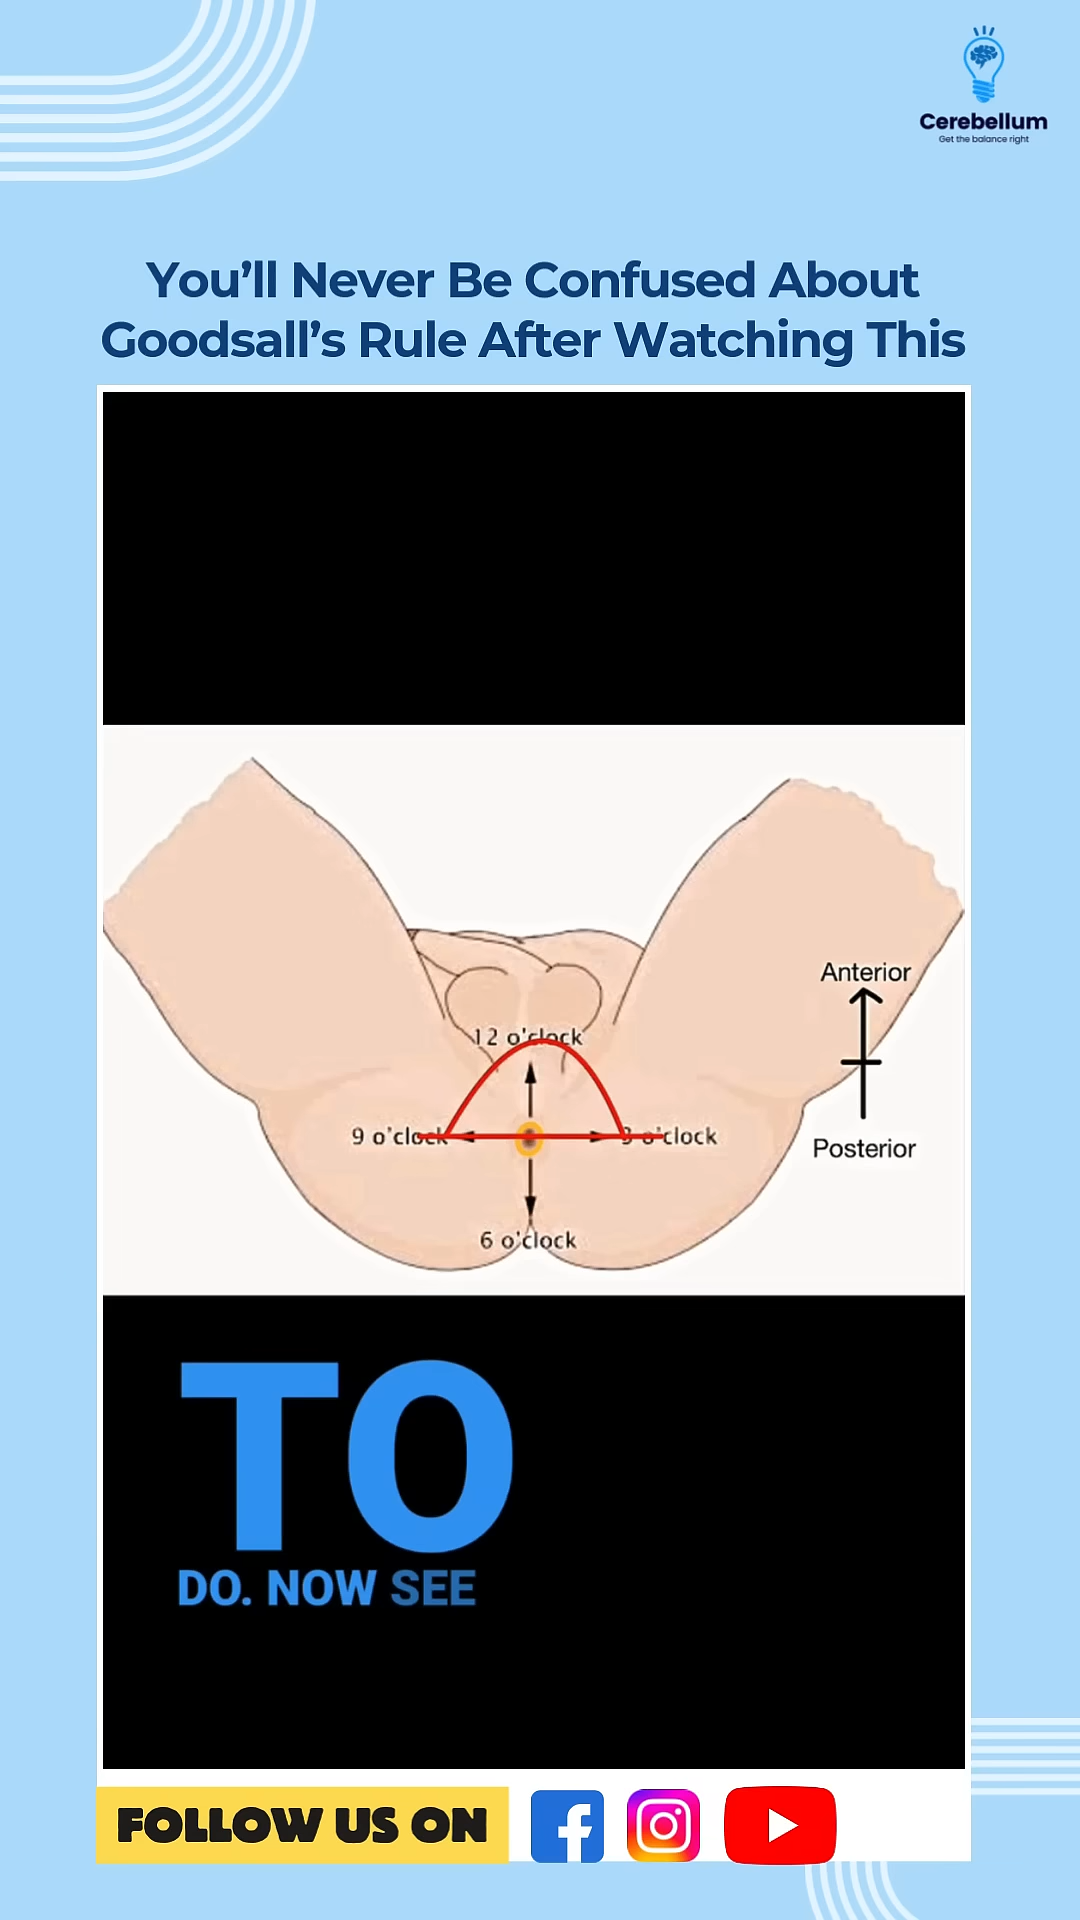 Cerebellum
Get the balance right
You'll Never Be Confused About
Goodsall's Rule After Watching This
Anterior
12 o'clock
9 o'clock
3 o'clock
Posterior
6 o'clock
TO
DO. NOW SEE
FOLLOW US ON